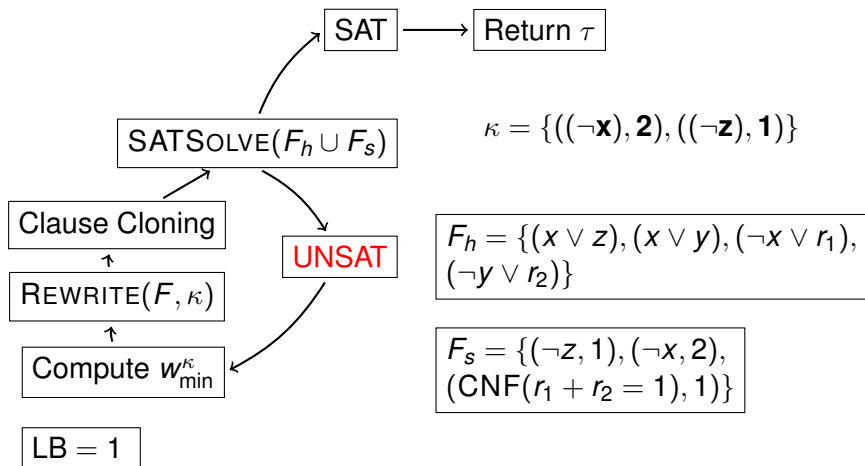 SAT
Return τ
SATSOLVE(F_h ∪ F_s)
κ = {((¬x), 2), ((¬z), 1)}
Clause Cloning
UNSAT
F_h = {(x ∨ z), (x ∨ y), (¬x ∨ r_1),
(¬y ∨ r_2)}
REWRITE(F, κ)
Compute w_min^κ
F_s = {(¬z, 1), (¬x, 2),
(CNF(r_1 + r_2 = 1), 1)}
LB = 1